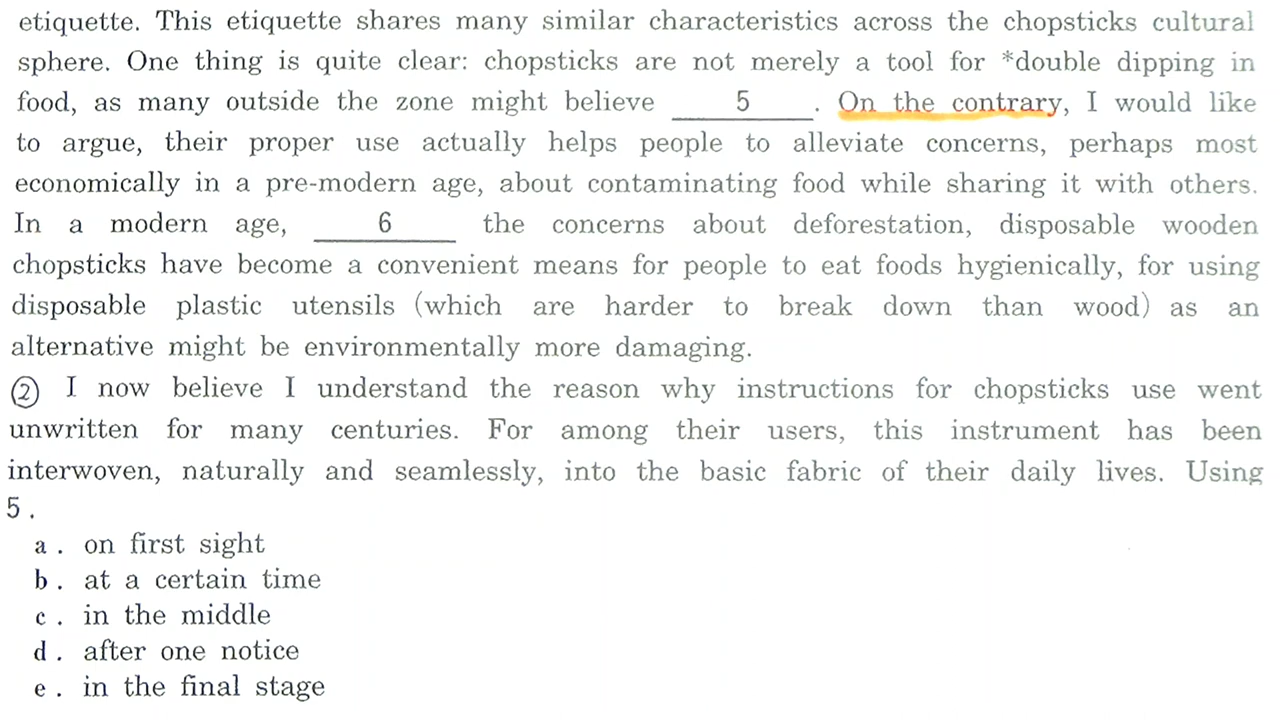 etiquette. This etiquette shares many similar characteristics across the chopsticks cultural
sphere. One thing is quite clear: chopsticks are not merely a tool for *double dipping in
food, as many outside the zone might believe 5 . On the contrary, I would like
to argue, their proper use actually helps people to alleviate concerns, perhaps most
economically in a pre-modern age, about contaminating food while sharing it with others.
In a modern age, 6 the concerns about deforestation, disposable wooden
chopsticks have become a convenient means for people to eat foods hygienically, for using
disposable plastic utensils (which are harder to break down than wood) as an
alternative might be environmentally more damaging.
② I now believe I understand the reason why instructions for chopsticks use went
unwritten for many centuries. For among their users, this instrument has been
interwoven, naturally and seamlessly, into the basic fabric of their daily lives. Using
5.
a. on first sight
b. at a certain time
c. in the middle
d. after one notice
e. in the final stage